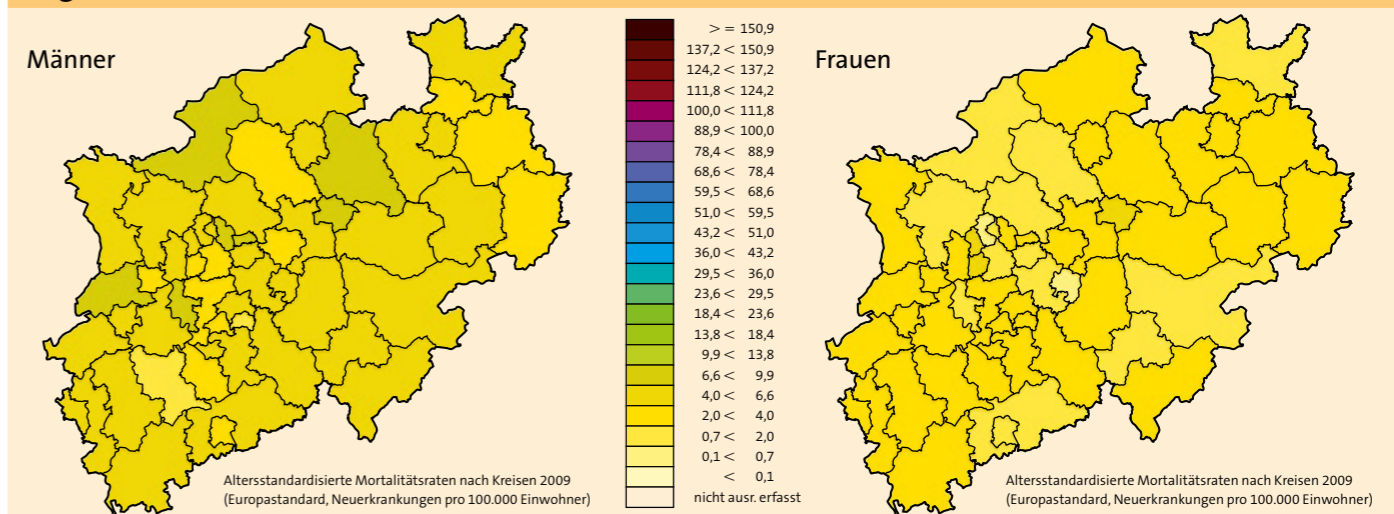 Männer
> = 150,9
137,2 < 150,9
124,2 < 137,2
111,8 < 124,2
100,0 < 111,8
88,9 < 100,0
78,4 < 88,9
68,6 < 78,4
59,5 < 68,6
51,0 < 59,5
43,2 < 51,0
36,0 < 43,2
29,5 < 36,0
23,6 < 29,5
18,4 < 23,6
13,8 < 18,4
9,9 < 13,8
6,6 < 9,9
4,0 < 6,6
2,0 < 4,0
0,7 < 2,0
0,1 < 0,7
< 0,1
nicht ausr. erfasst
Altersstandardisierte Mortalitätsraten nach Kreisen 2009
(Europastandard, Neuerkrankungen pro 100.000 Einwohner)
Frauen
Altersstandardisierte Mortalitätsraten nach Kreisen 2009
(Europastandard, Neuerkrankungen pro 100.000 Einwohner)